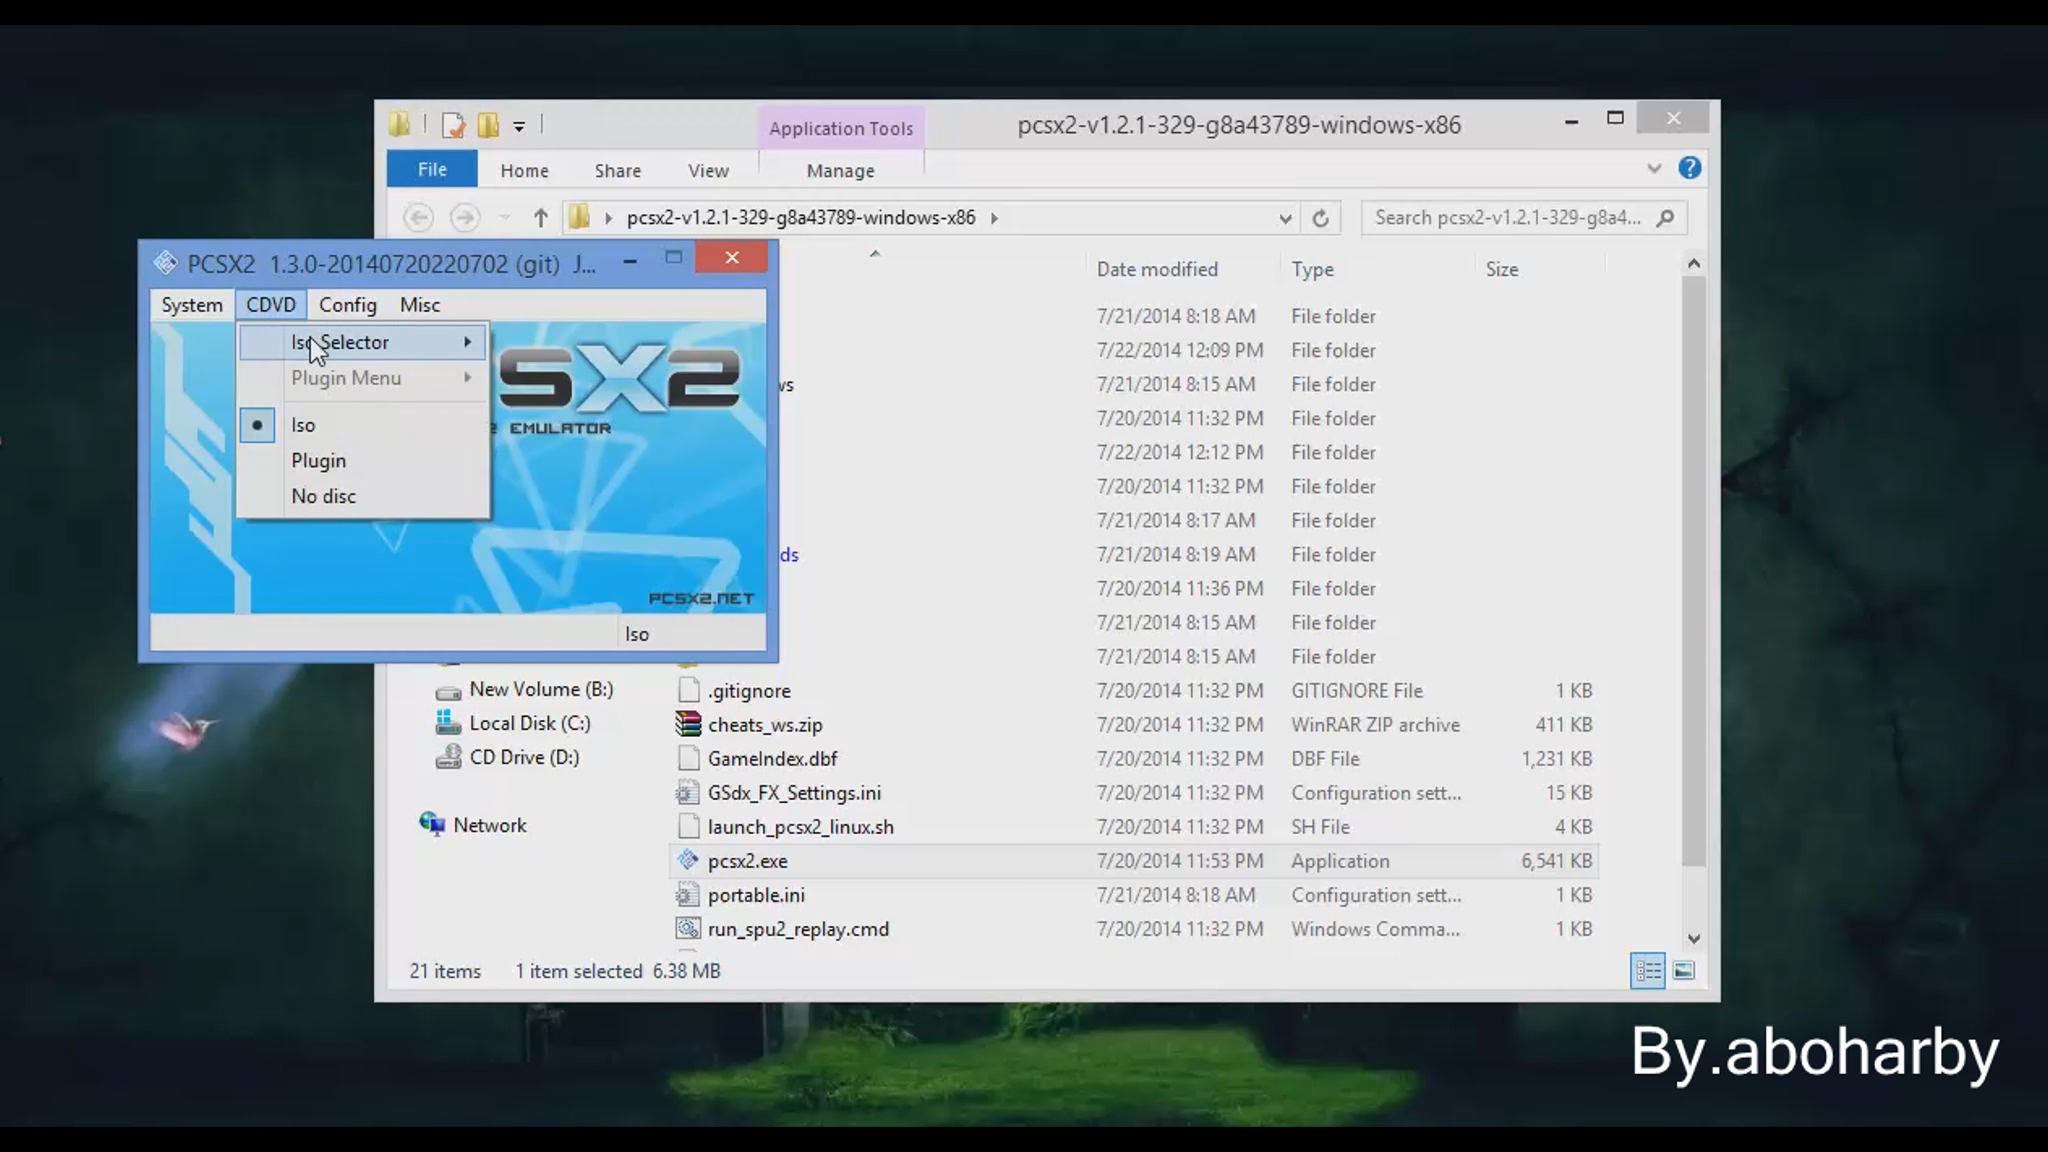 Application Tools
pcsx2-v1.2.1-329-g8a43789-windows-x86
File
Home
Share
View
Manage
pcsx2-v1.2.1-329-g8a43789-windows-x86
Search pcsx2-v1.2.1-329-g8a4...
PCSX2 1.3.0-20140720220702 (git) J...
System CDVD Config Misc
Iso Selector
Plugin Menu
Iso
Plugin
No disc
SX2
EMULATOR
PCSX2.NET
Iso
Date modified Type Size
7/21/2014 8:18 AM File folder
7/22/2014 12:09 PM File folder
ws 7/21/2014 8:15 AM File folder
7/20/2014 11:32 PM File folder
7/22/2014 12:12 PM File folder
7/20/2014 11:32 PM File folder
7/21/2014 8:17 AM File folder
ds 7/21/2014 8:19 AM File folder
7/20/2014 11:36 PM File folder
7/21/2014 8:15 AM File folder
7/21/2014 8:15 AM File folder
New Volume (B:)
Local Disk (C:)
CD Drive (D:)
Network
.gitignore 7/20/2014 11:32 PM GITIGNORE File 1 KB
cheats_ws.zip 7/20/2014 11:32 PM WinRAR ZIP archive 411 KB
GameIndex.dbf 7/20/2014 11:32 PM DBF File 1,231 KB
GSdx_FX_Settings.ini 7/20/2014 11:32 PM Configuration sett... 15 KB
launch_pcsx2_linux.sh 7/20/2014 11:32 PM SH File 4 KB
pcsx2.exe 7/20/2014 11:53 PM Application 6,541 KB
portable.ini 7/21/2014 8:18 AM Configuration sett... 1 KB
run_spu2_replay.cmd 7/20/2014 11:32 PM Windows Comma... 1 KB
21 items 1 item selected 6.38 MB
By.aboharby